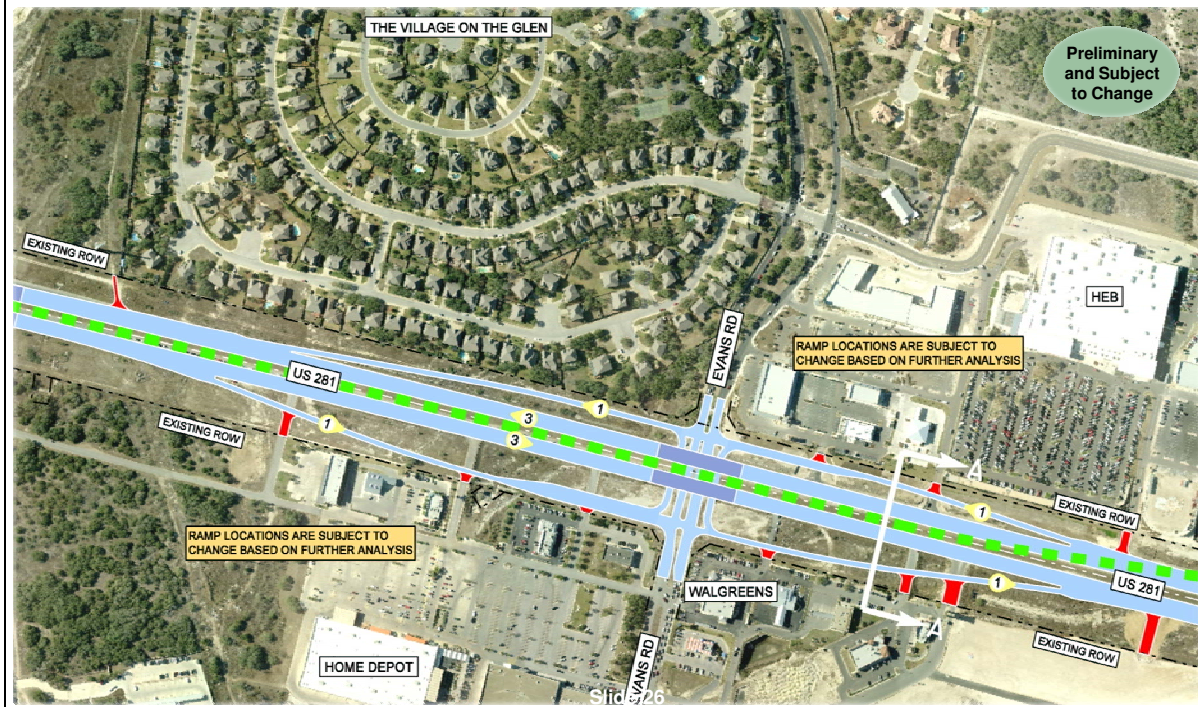 THE VILLAGE ON THE GLEN
Preliminary
and Subject
to Change
EXISTING ROW
HEB
EVANS RD
RAMP LOCATIONS ARE SUBJECT TO
CHANGE BASED ON FURTHER ANALYSIS
US 281
1
3
3
1
EXISTING ROW
A
1
EXISTING ROW
RAMP LOCATIONS ARE SUBJECT TO
CHANGE BASED ON FURTHER ANALYSIS
WALGREENS
1
US 281
A
EXISTING ROW
HOME DEPOT
EVANS RD
Slide 26